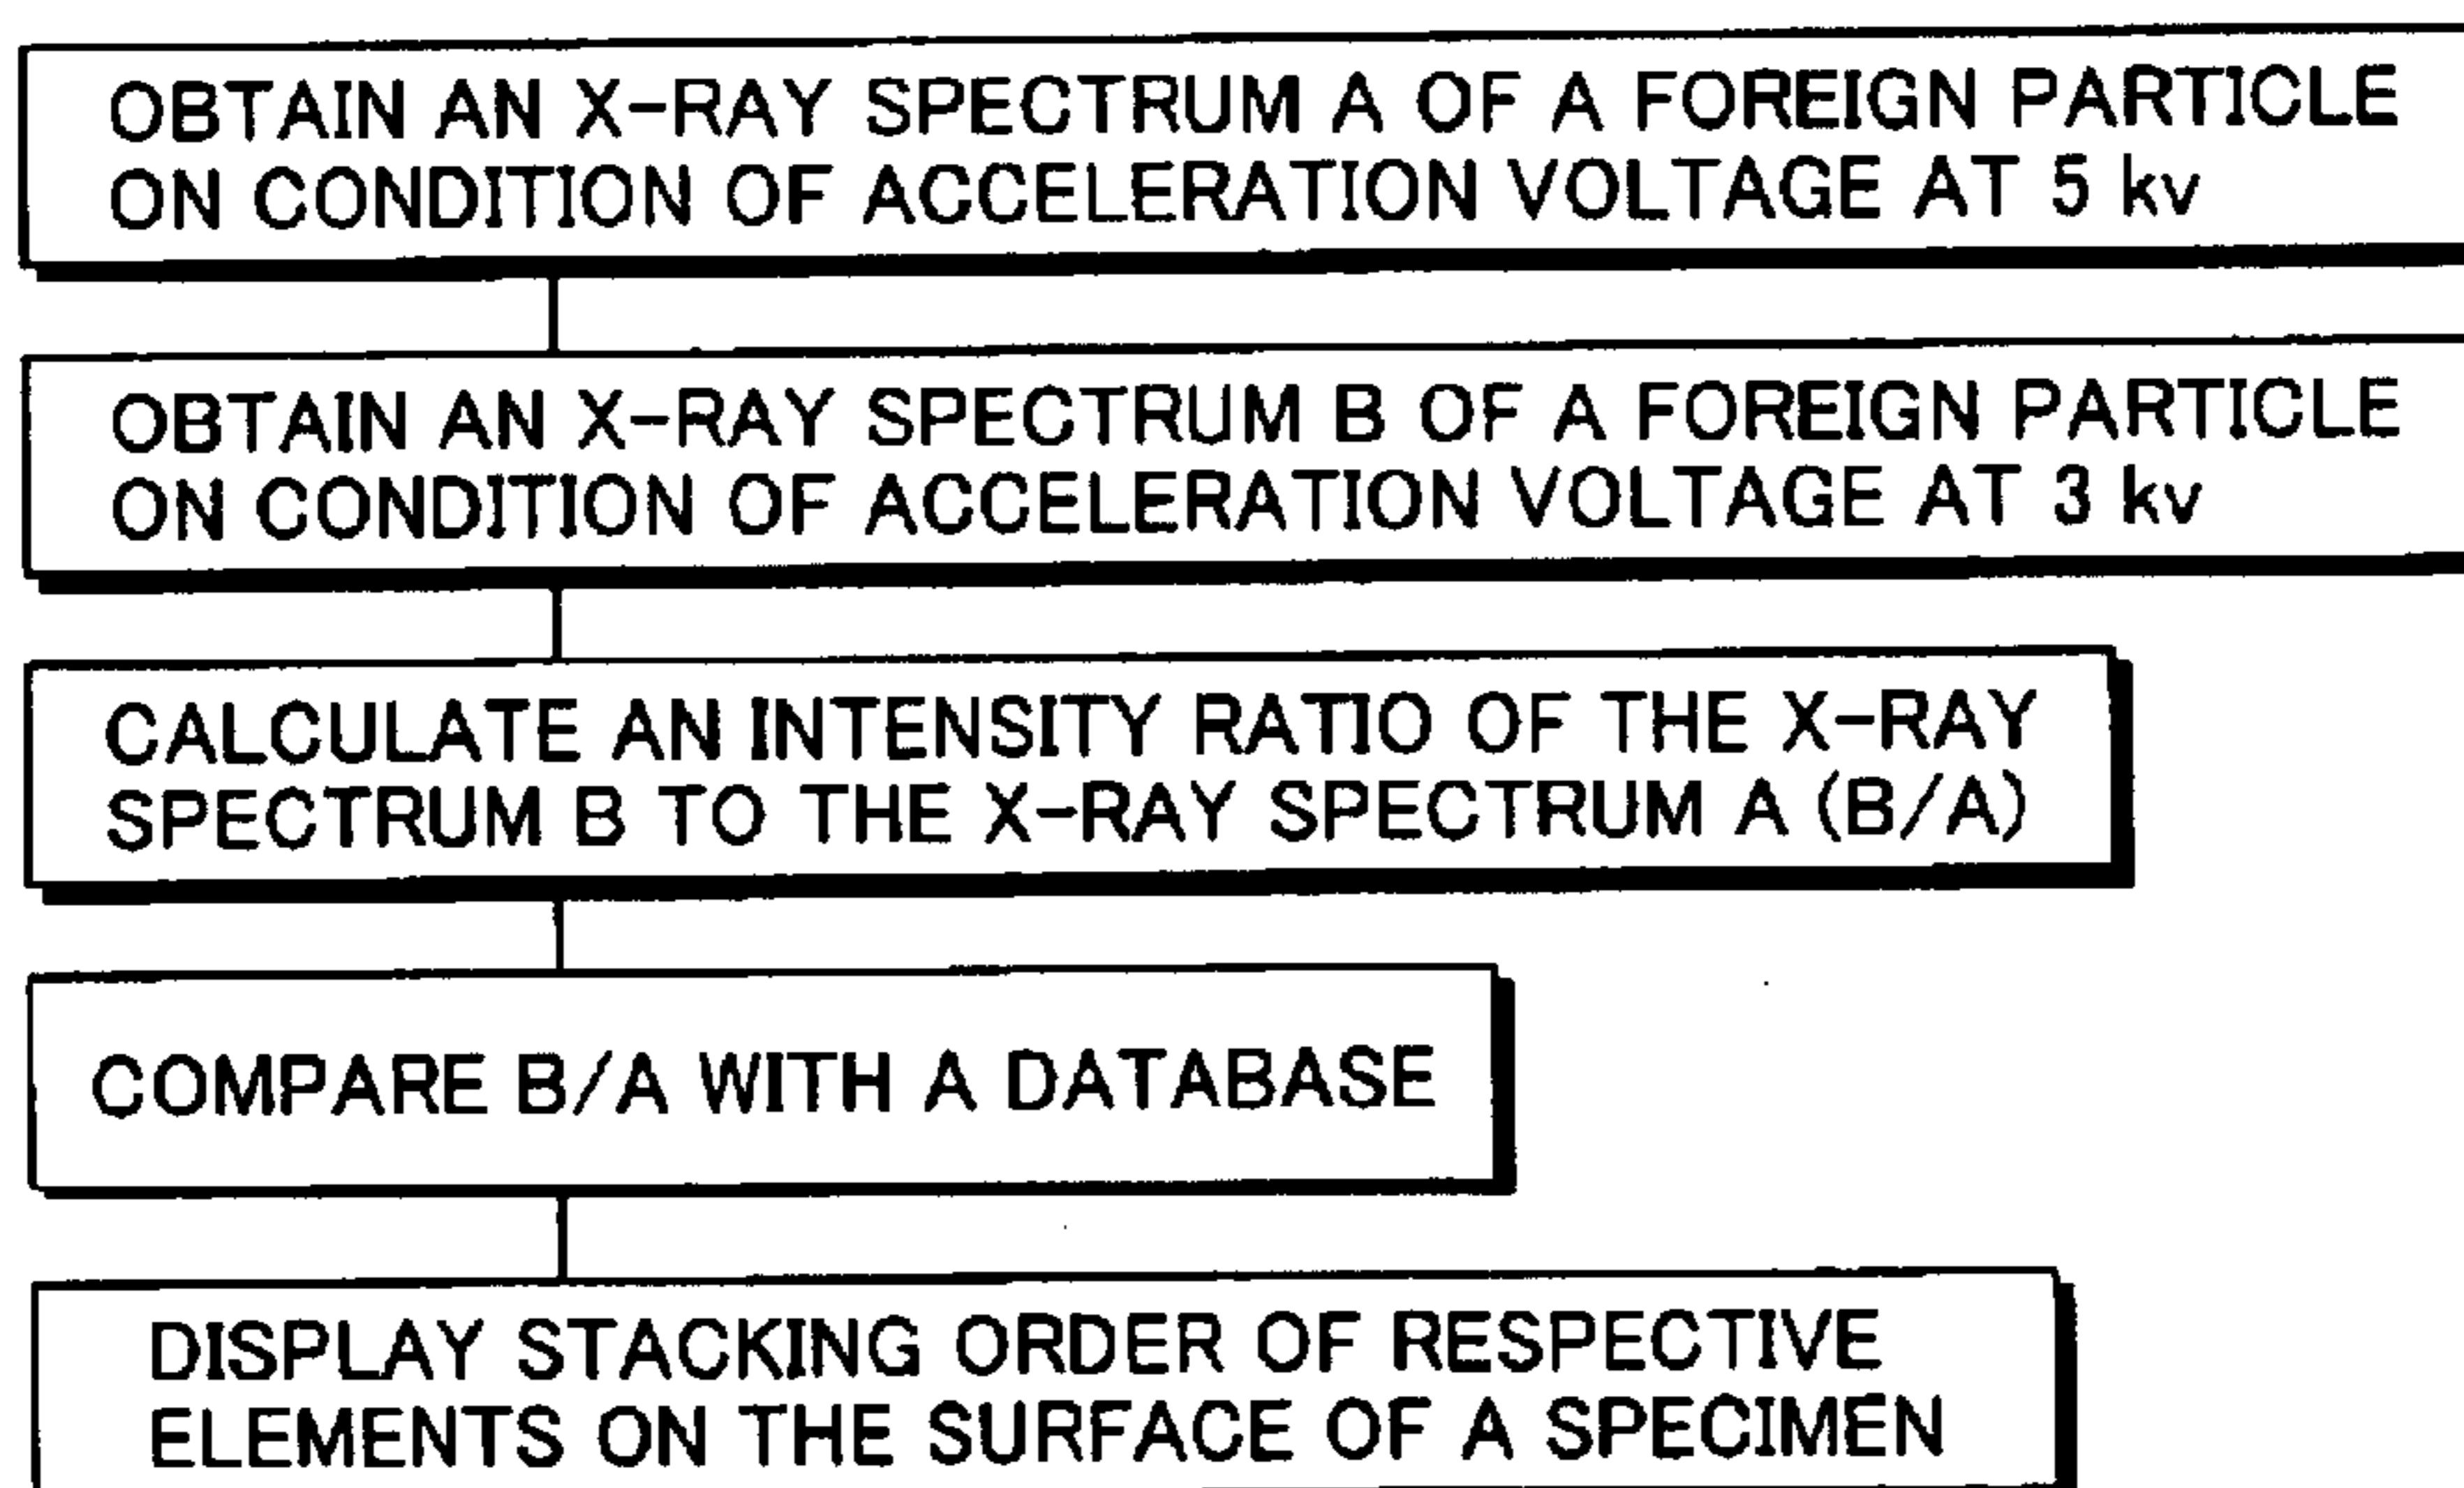 OBTAIN AN X-RAY SPECTRUM A OF A FOREIGN PARTICLE
ON CONDITION OF ACCELERATION VOLTAGE AT 5 kv
OBTAIN AN X-RAY SPECTRUM B OF A FOREIGN PARTICLE
ON CONDITION OF ACCELERATION VOLTAGE AT 3 kv
CALCULATE AN INTENSITY RATIO OF THE X-RAY
SPECTRUM B TO THE X-RAY SPECTRUM A (B/A)
COMPARE B/A WITH A DATABASE
DISPLAY STACKING ORDER OF RESPECTIVE
ELEMENTS ON THE SURFACE OF A SPECIMEN